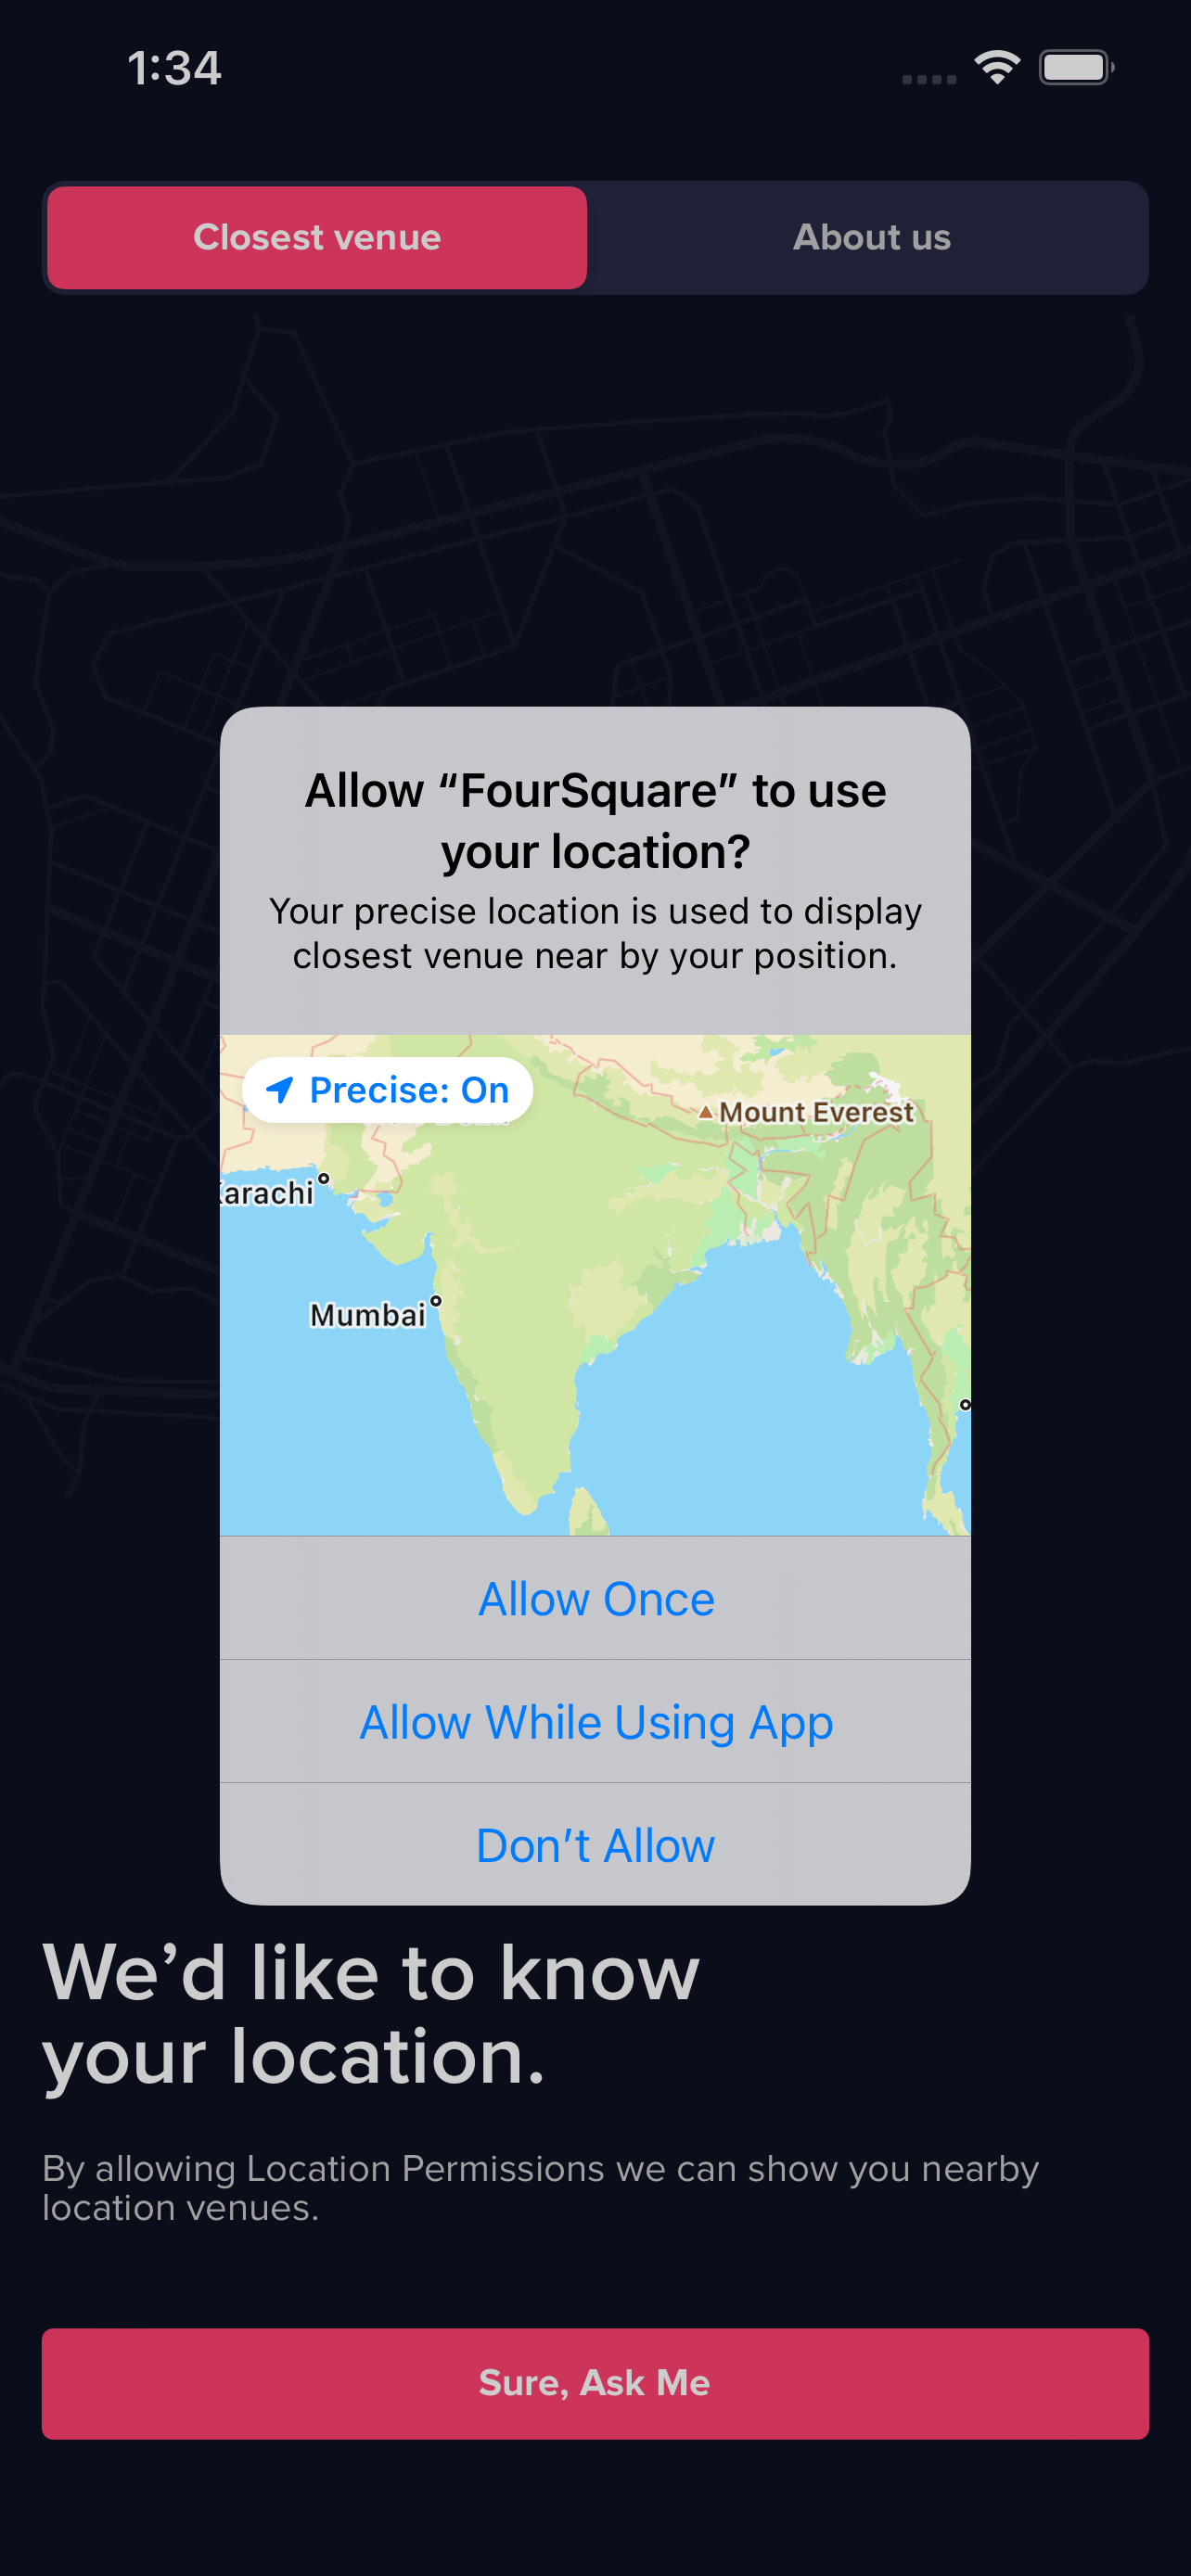 1:34
Closest venue
About us
Allow “FourSquare” to use
your location?
Your precise location is used to display
closest venue near by your position.
Precise: On
Mount Everest
Karachi
Mumbai
Allow Once
Allow While Using App
Don’t Allow
We’d like to know
your location.
By allowing Location Permissions we can show you nearby
location venues.
Sure, Ask Me